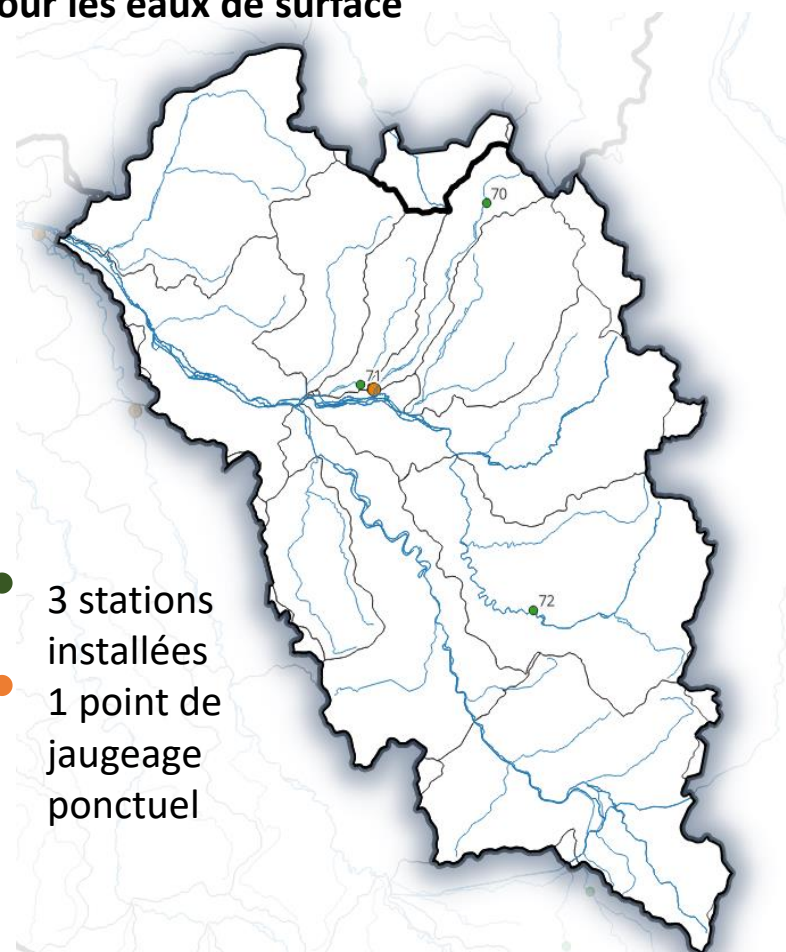 our les eaux de surface
70
71
72
3 stations
installées
1 point de
jaugeage
ponctuel